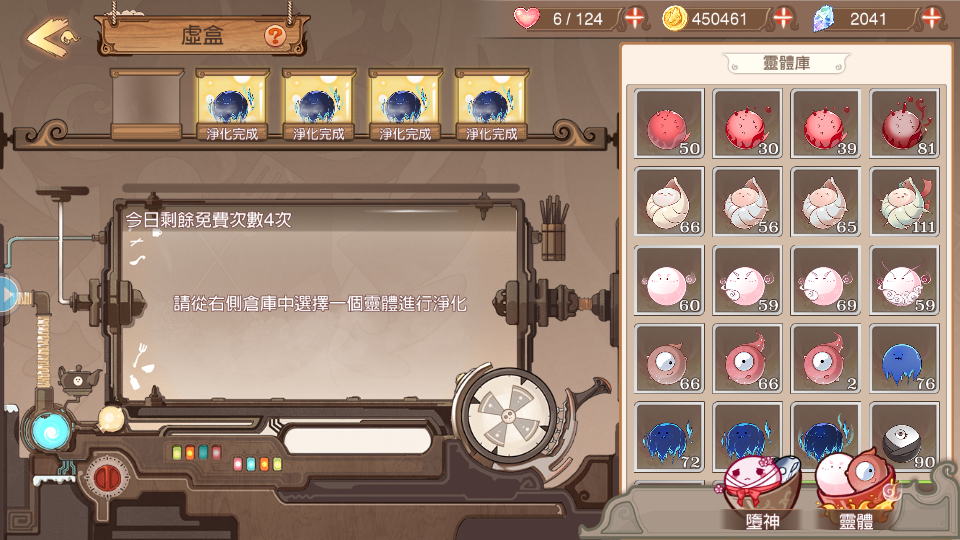 虛盒
?
6 / 124
450461
2041
淨化完成
淨化完成
淨化完成
淨化完成
今日剩餘免費次數4次
請從右側倉庫中選擇一個靈體進行淨化
靈體庫
50
30
39
81
66
56
65
111
60
59
69
59
66
66
2
76
72
90
墮神
靈體